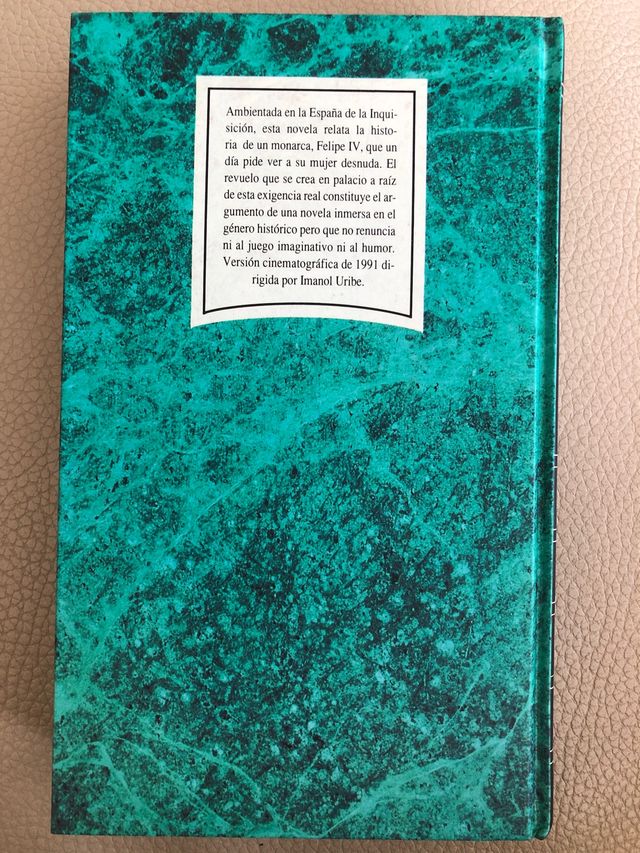 Ambientada en la España de la Inqui-
sición, esta novela relata la histo-
ria de un monarca, Felipe IV, que un
día pide ver a su mujer desnuda. El
revuelo que se crea en palacio a raíz
de esta exigencia real constituye el ar-
gumento de una novela inmersa en el
género histórico pero que no renuncia
ni al juego imaginativo ni al humor.
Versión cinematográfica de 1991 di-
rigida por Imanol Uribe.